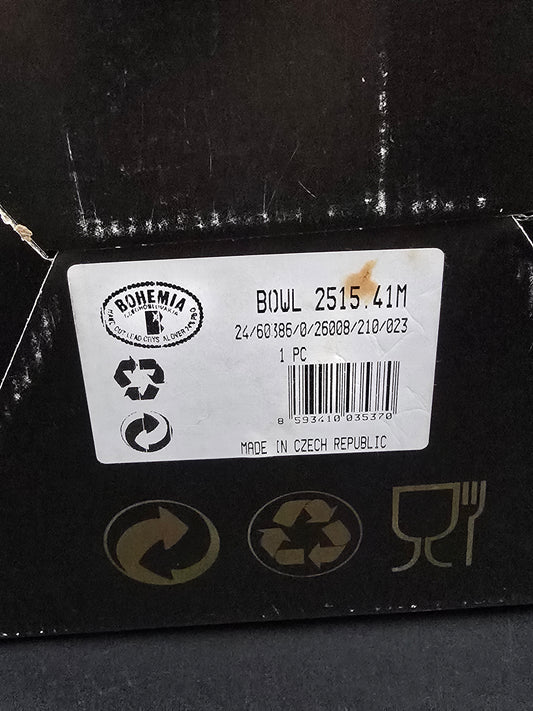 BOHEMIA
BOWL 2515.41M
24/60386/0/26008/210/023
1 PC
8 593410 035370
MADE IN CZECH REPUBLIC